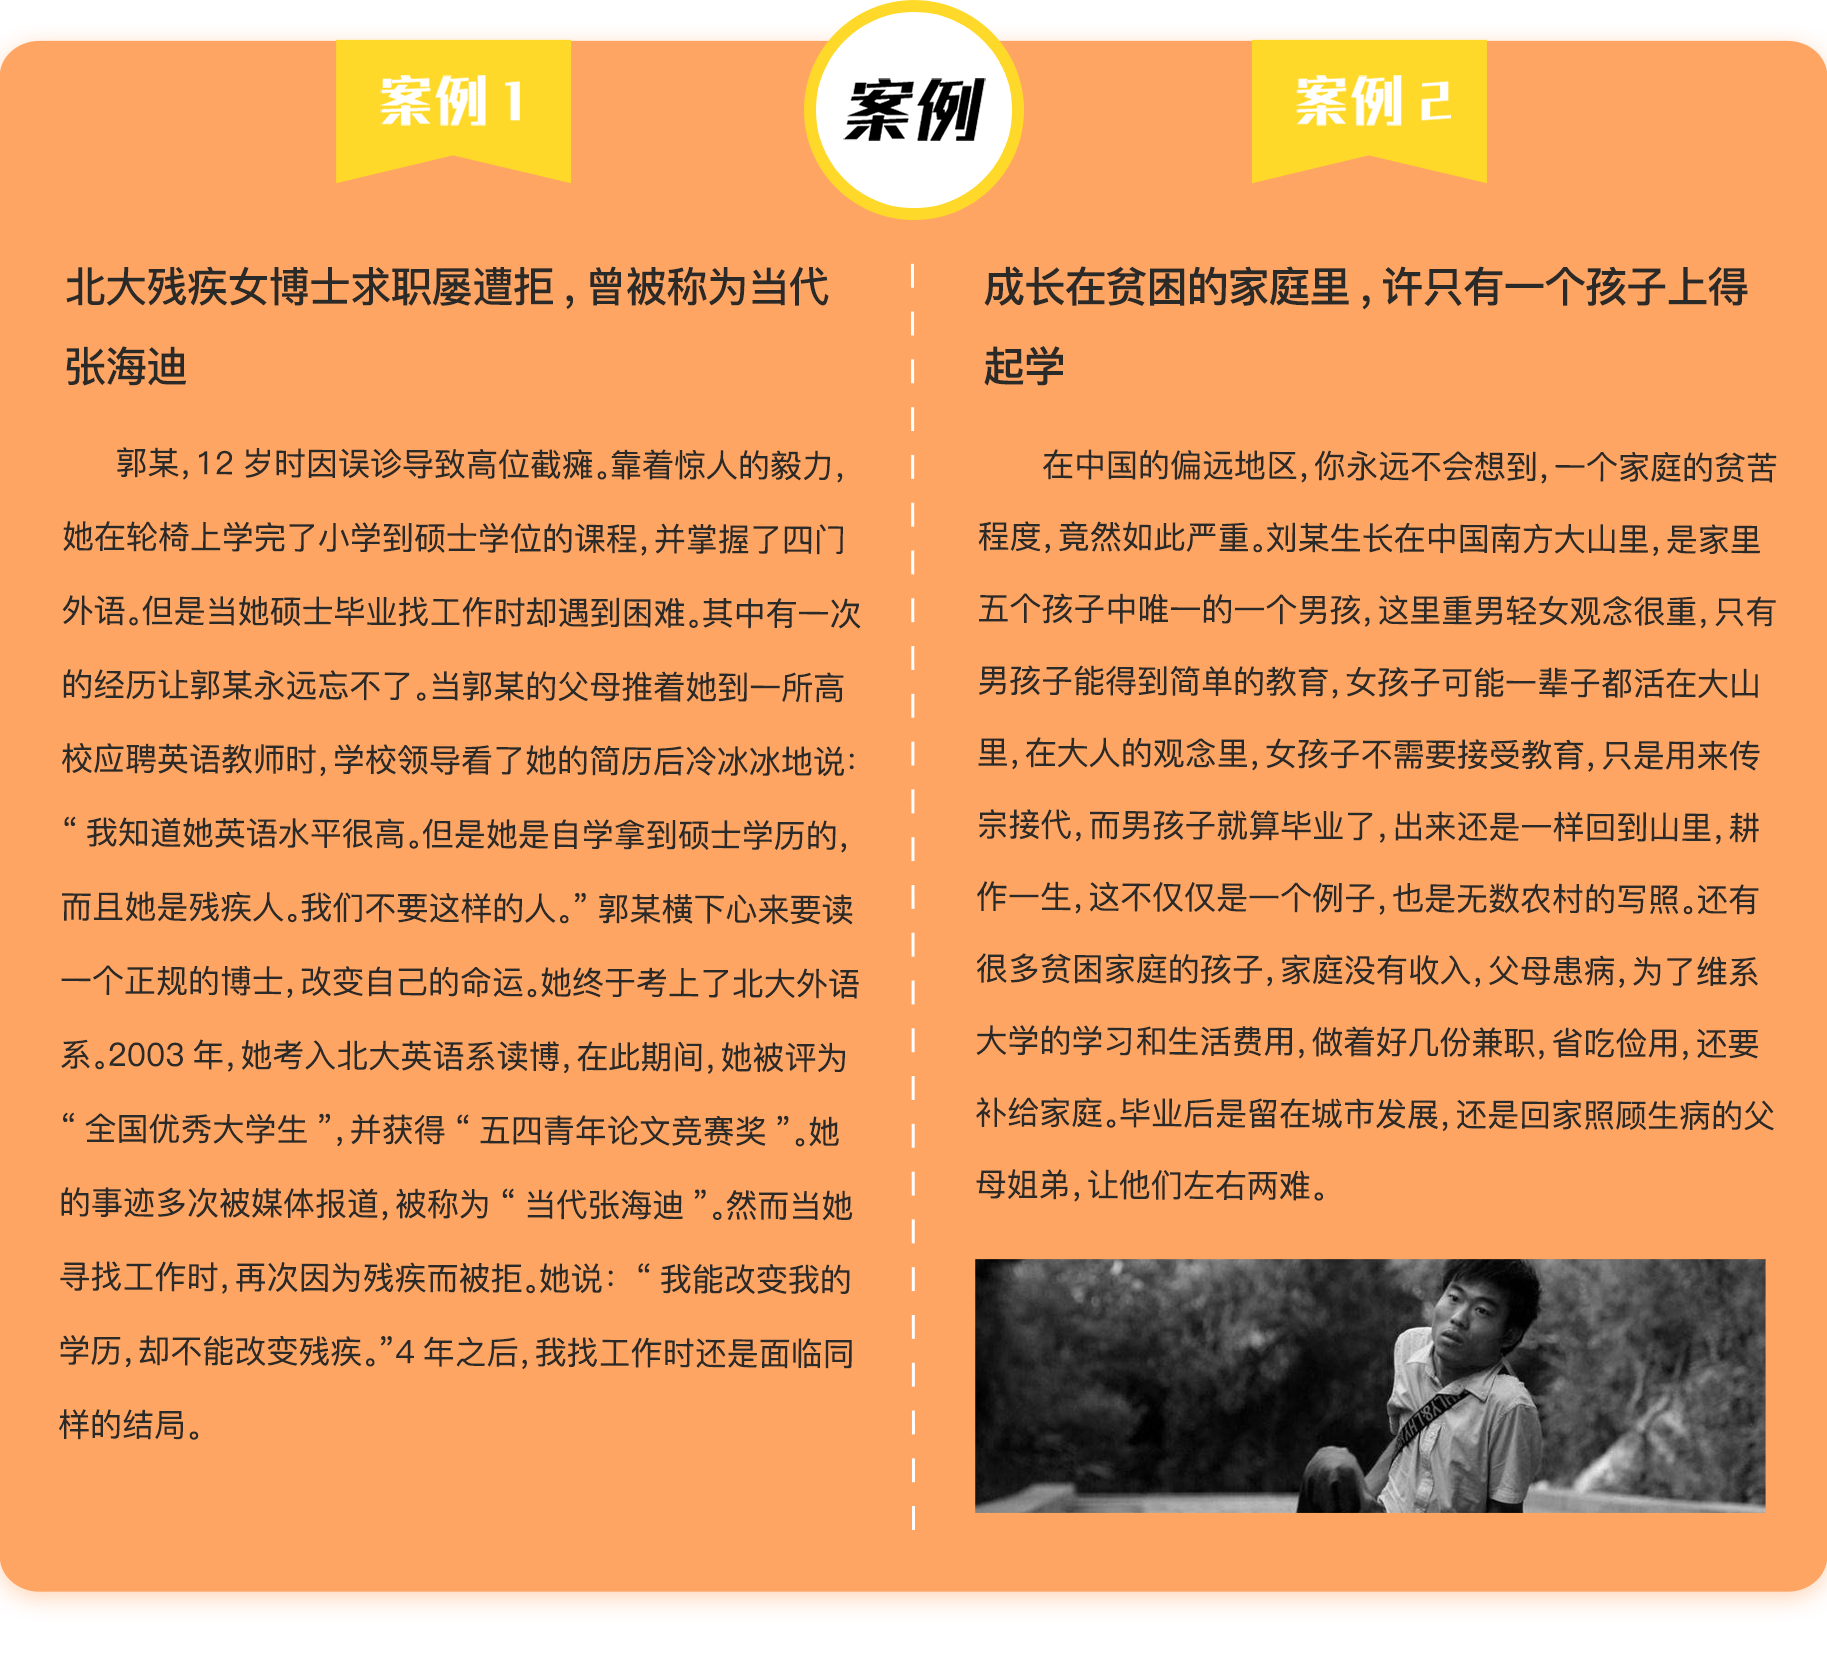 案例
案例 1
北大残疾女博士求职屡遭拒,曾被称为当代
张海迪
郭某,12 岁时因误诊导致高位截瘫。靠着惊人的毅力,
她在轮椅上学完了小学到硕士学位的课程,并掌握了四门
外语。但是当她硕士毕业找工作时却遇到困难。其中有一次
的经历让郭某永远忘不了。当郭某的父母推着她到一所高
校应聘英语教师时,学校领导看了她的简历后冷冰冰地说:
“ 我知道她英语水平很高。但是她是自学拿到硕士学历的,
而且她是残疾人。我们不要这样的人。” 郭某横下心来要读
一个正规的博士,改变自己的命运。她终于考上了北大外语
系。2003 年,她考入北大英语系读博,在此期间,她被评为
“ 全国优秀大学生 ”,并获得 “ 五四青年论文竞赛奖 ”。她
的事迹多次被媒体报道,被称为 “ 当代张海迪 ”。然而当她
寻找工作时,再次因为残疾而被拒。她说: “ 我能改变我的
学历,却不能改变残疾。”4 年之后,我找工作时还是面临同
样的结局。
案例 2
成长在贫困的家庭里,许只有一个孩子上得
起学
在中国的偏远地区,你永远不会想到,一个家庭的贫苦
程度,竟然如此严重。刘某生长在中国南方大山里,是家里
五个孩子中唯一的一个男孩,这里重男轻女观念很重,只有
男孩子能得到简单的教育,女孩子可能一辈子都活在大山
里,在大人的观念里,女孩子不需要接受教育,只是用来传
宗接代,而男孩子就算毕业了,出来还是一样回到山里,耕
作一生,这不仅仅是一个例子,也是无数农村的写照。还有
很多贫困家庭的孩子,家庭没有收入,父母患病,为了维系
大学的学习和生活费用,做着好几份兼职,省吃俭用,还要
补给家庭。毕业后是留在城市发展,还是回家照顾生病的父
母姐弟,让他们左右两难。